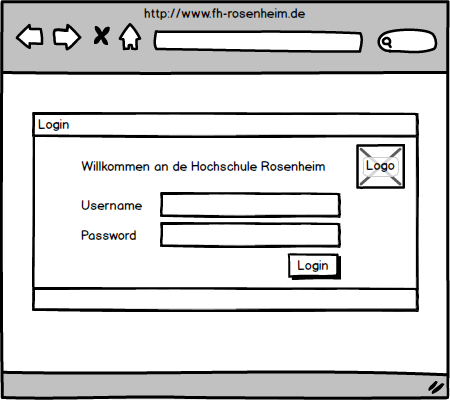 http://www.fh-rosenheim.de
Login
Willkommen an de Hochschule Rosenheim
Logo
Username
Password
Login